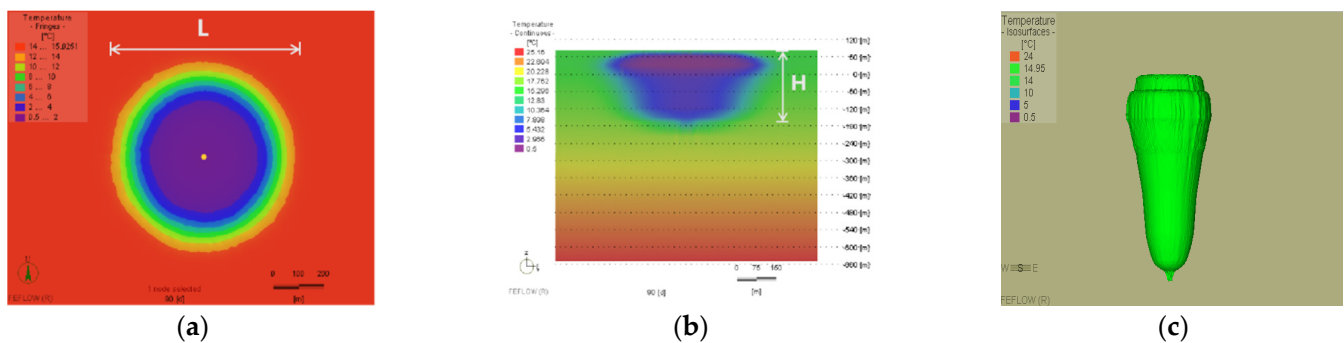 Temperature
- Fringes -
[°C]
14 ... 15.0251
12 ... 14
10 ... 12
8 ... 10
6 ... 8
4 ... 6
2 ... 4
0.5 ... 2
L
1 node selected
90 [d]
0 100 200
[m]
FEFLOW (R)
(a)
Temperature
- Continuous -
[°C]
25.16
22.694
20.228
17.762
15.296
12.83
10.364
7.898
5.432
2.966
0.5
H
120 [m]
60 [m]
0 [m]
-60 [m]
-120 [m]
-180 [m]
-240 [m]
-300 [m]
-360 [m]
-420 [m]
-480 [m]
-540 [m]
-600 [m]
-660 [m]
0 75 150
[m]
90 [d]
FEFLOW (R)
(b)
Temperature
- Isosurfaces -
[°C]
24
14.95
14
10
5
0.5
W S E
FEFLOW (R)
(c)